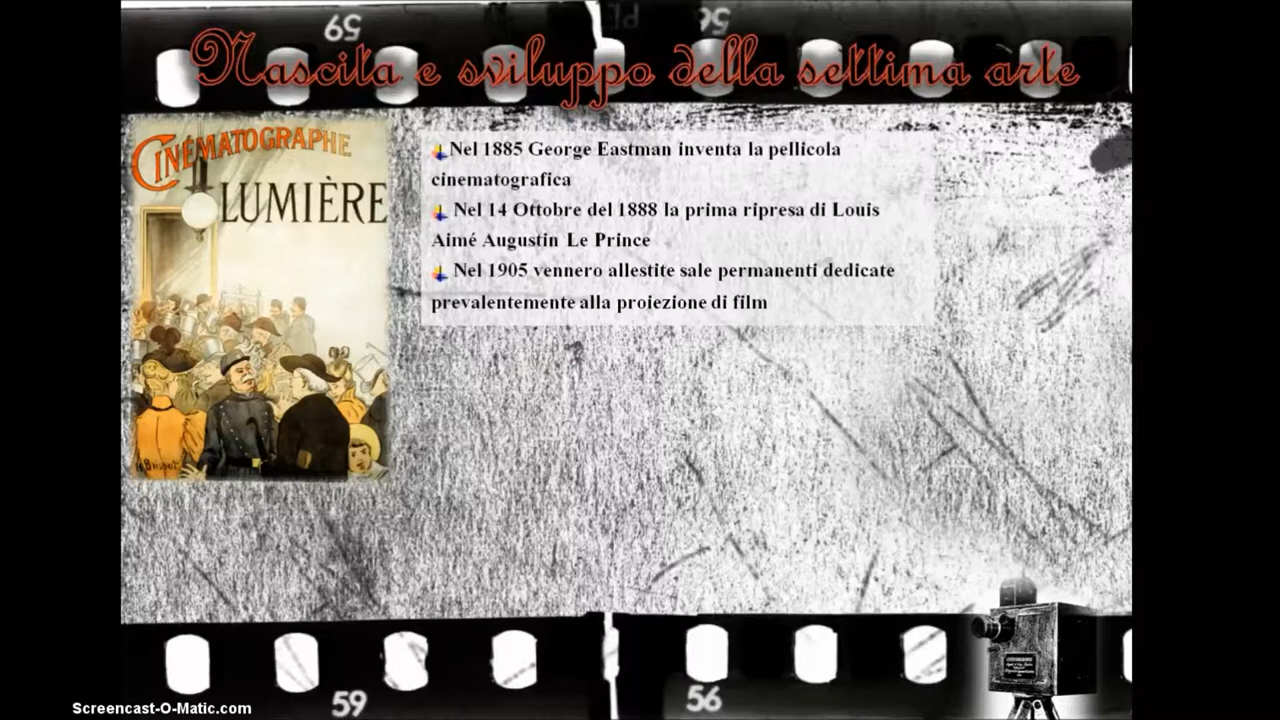 59
56
Nascita e sviluppo della settima arte
CINÉMATOGRAPHE
LUMIÈRE
Nel 1885 George Eastman inventa la pellicola
cinematografica
Nel 14 Ottobre del 1888 la prima ripresa di Louis
Aimé Augustin Le Prince
Nel 1905 vennero allestite sale permanenti dedicate
prevalentemente alla proiezione di film
59
56
Screencast-O-Matic.com